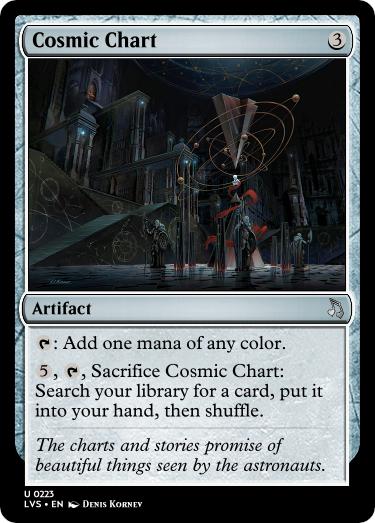 Cosmic Chart 3
Artifact
: Add one mana of any color.
5, , Sacrifice Cosmic Chart:
Search your library for a card, put it
into your hand, then shuffle.
The charts and stories promise of
beautiful things seen by the astronauts.
U 0223
LVS • EN Denis Kornev